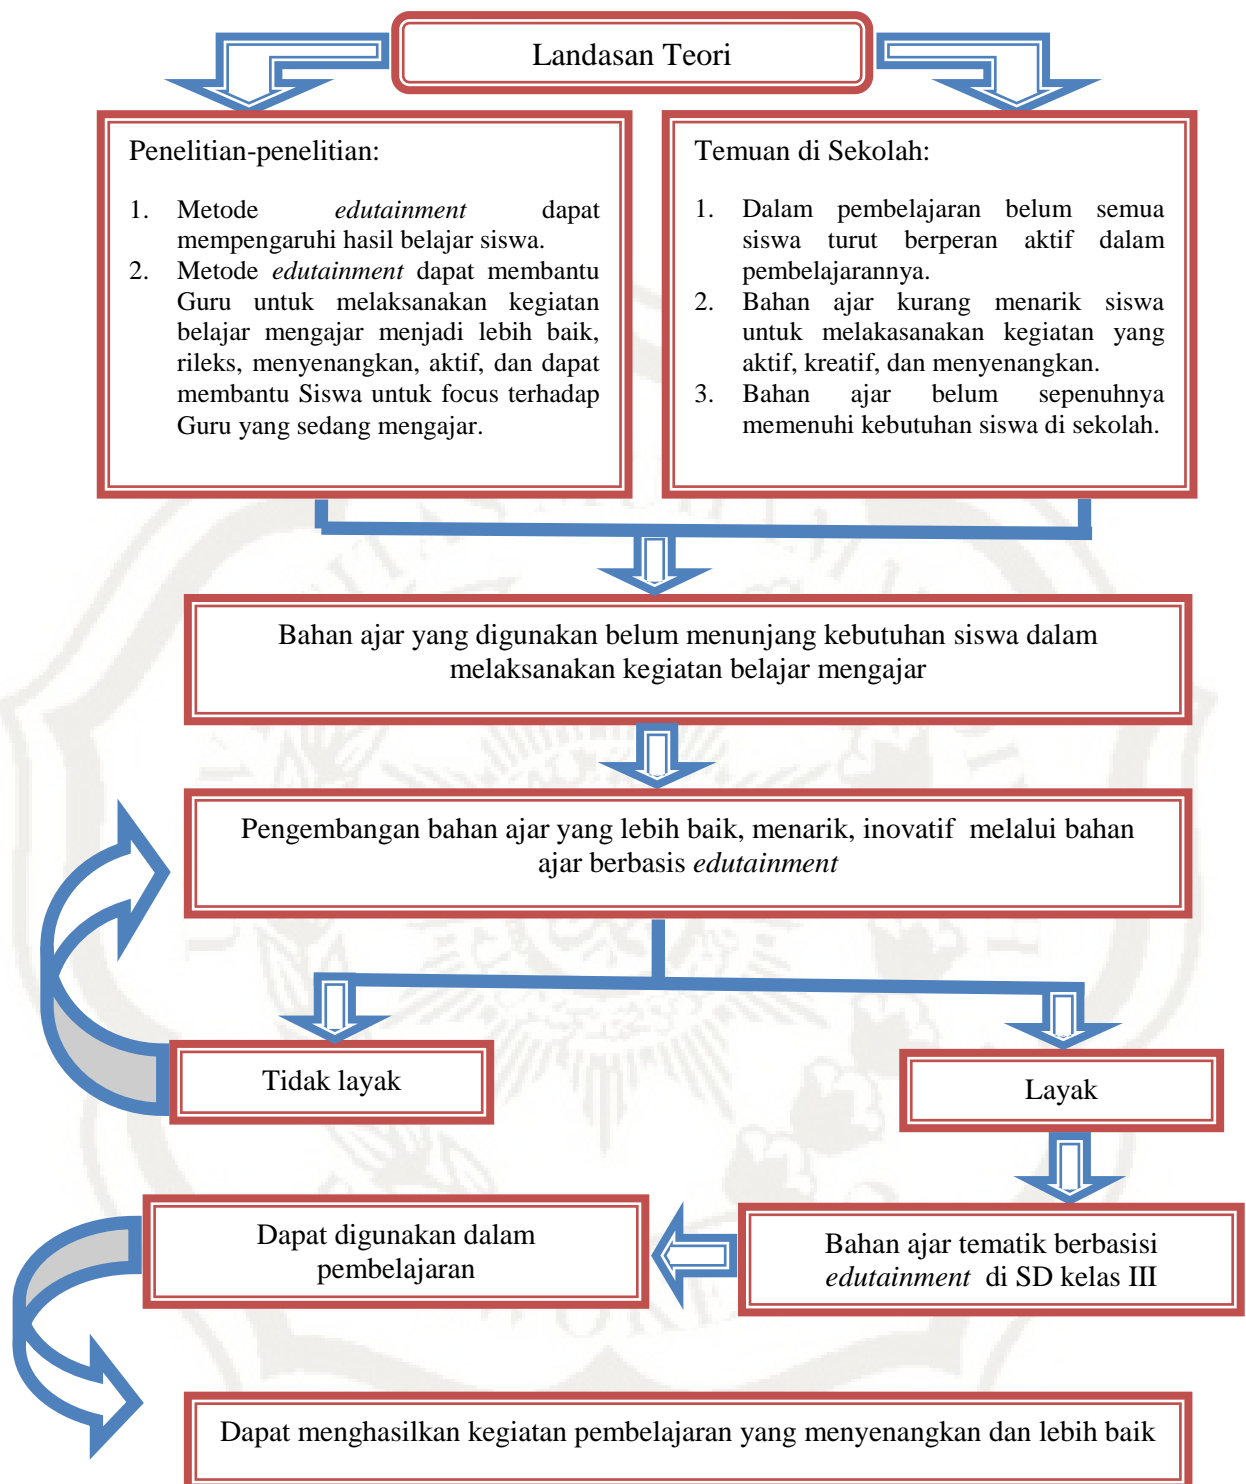 Landasan Teori
Penelitian-penelitian:
1. Metode edutainment dapat
mempengaruhi hasil belajar siswa.
2. Metode edutainment dapat membantu
Guru untuk melaksanakan kegiatan
belajar mengajar menjadi lebih baik,
rileks, menyenangkan, aktif, dan dapat
membantu Siswa untuk focus terhadap
Guru yang sedang mengajar.
Temuan di Sekolah:
1. Dalam pembelajaran belum semua
siswa turut berperan aktif dalam
pembelajarannya.
2. Bahan ajar kurang menarik siswa
untuk melakasanakan kegiatan yang
aktif, kreatif, dan menyenangkan.
3. Bahan ajar belum sepenuhnya
memenuhi kebutuhan siswa di sekolah.
Bahan ajar yang digunakan belum menunjang kebutuhan siswa dalam
melaksanakan kegiatan belajar mengajar
Pengembangan bahan ajar yang lebih baik, menarik, inovatif melalui bahan
ajar berbasis edutainment
Tidak layak
Layak
Dapat digunakan dalam
pembelajaran
Bahan ajar tematik berbasisi
edutainment di SD kelas III
Dapat menghasilkan kegiatan pembelajaran yang menyenangkan dan lebih baik